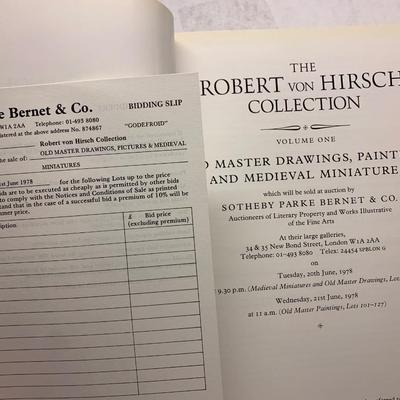 e Bernet & Co.
BIDDING SLIP
W1A 2AA Telephone: 01-493 8080 "GODEFROID"
gistered at the above address No. 874867
Robert von Hirsch Collection
the sale of: OLD MASTER DRAWINGS, PICTURES & MEDIEVAL
MINIATURES
1st June 1978 for the following Lots up to the price
bids are to be executed as cheaply as is permitted by other bids
to comply with the Notices and Conditions of Sale as printed
stand that in the case of a successful bid a premium of 10% will be
mer price.
iption £ Bid price
(excluding premium)
THE
ROBERT VON HIRSCH
COLLECTION
VOLUME ONE
D MASTER DRAWINGS, PAINT
AND MEDIEVAL MINIATURE
which will be sold at auction by
SOTHEBY PARKE BERNET & CO.
Auctioneers of Literary Property and Works Illustrative
of the Fine Arts
At their large galleries,
34 & 35 New Bond Street, London W1A 2AA
Telephone: 01-493 8080 Telex: 24454 SPBLON G
on
Tuesday, 20th June, 1978
9.30 p.m. (Medieval Miniatures and Old Master Drawings, Lot
Wednesday, 21st June, 1978
at 11 a.m. (Old Master Paintings, Lots 101-127)